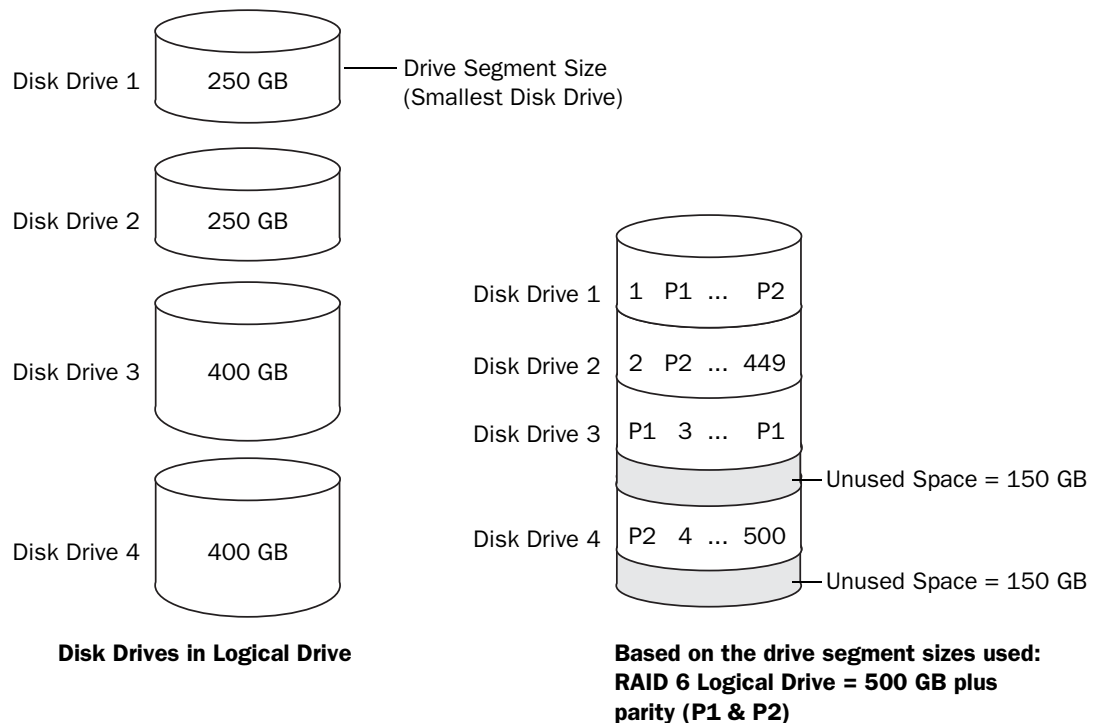 Disk Drive 1
250 GB
Drive Segment Size
(Smallest Disk Drive)
Disk Drive 2
250 GB
Disk Drive 3
400 GB
Disk Drive 4
400 GB
Disk Drives in Logical Drive
Disk Drive 1
1 P1 ... P2
Disk Drive 2
2 P2 ... 449
Disk Drive 3
P1 3 ... P1
Unused Space = 150 GB
Disk Drive 4
P2 4 ... 500
Unused Space = 150 GB
Based on the drive segment sizes used:
RAID 6 Logical Drive = 500 GB plus
parity (P1 & P2)